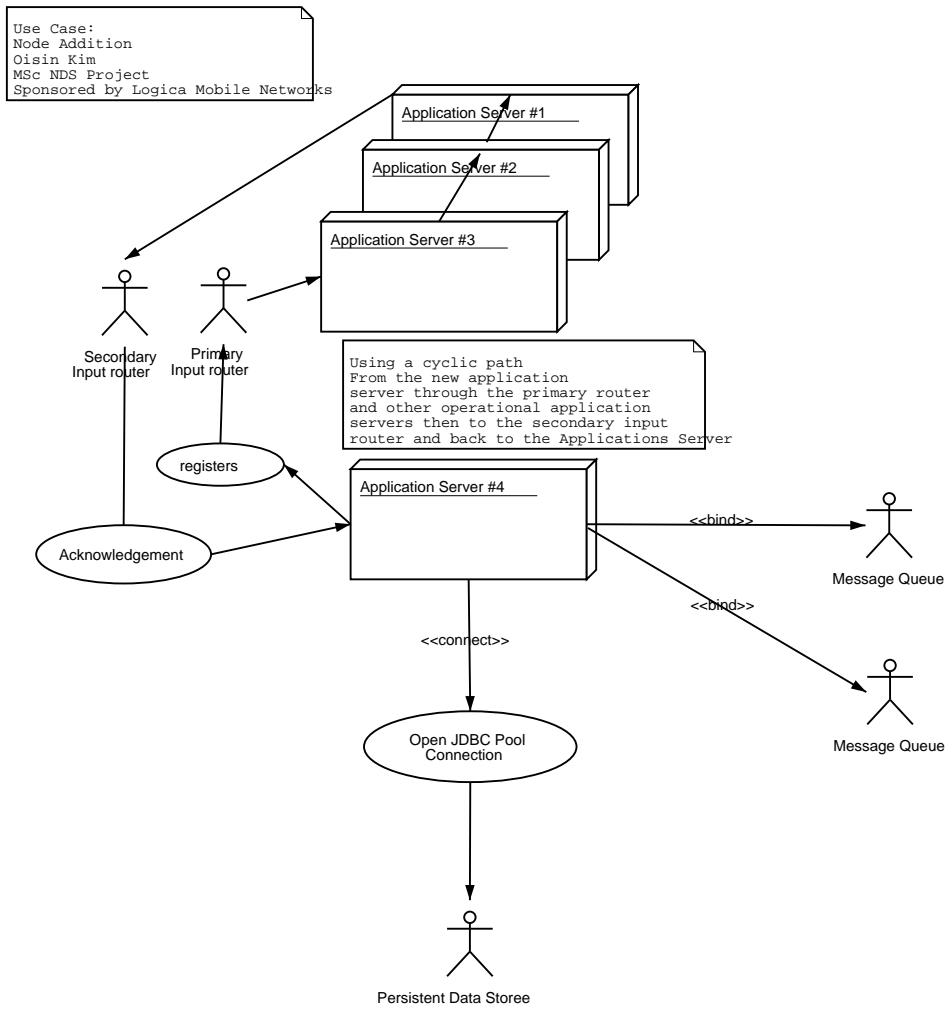 Use Case:
Node Addition
Oisin Kim
MSc NDS Project
Sponsored by Logica Mobile Networks
Application Server #1
Application Server #2
Application Server #3
Secondary
Input router
Primary
Input router
Using a cyclic path
From the new application
server through the primary router
and other operational application
servers then to the secondary input
router and back to the Applications Server
registers
Application Server #4
Acknowledgement
<<bind>>
Message Queue
<<bind>>
<<connect>>
Message Queue
Open JDBC Pool
Connection
Persistent Data Storee